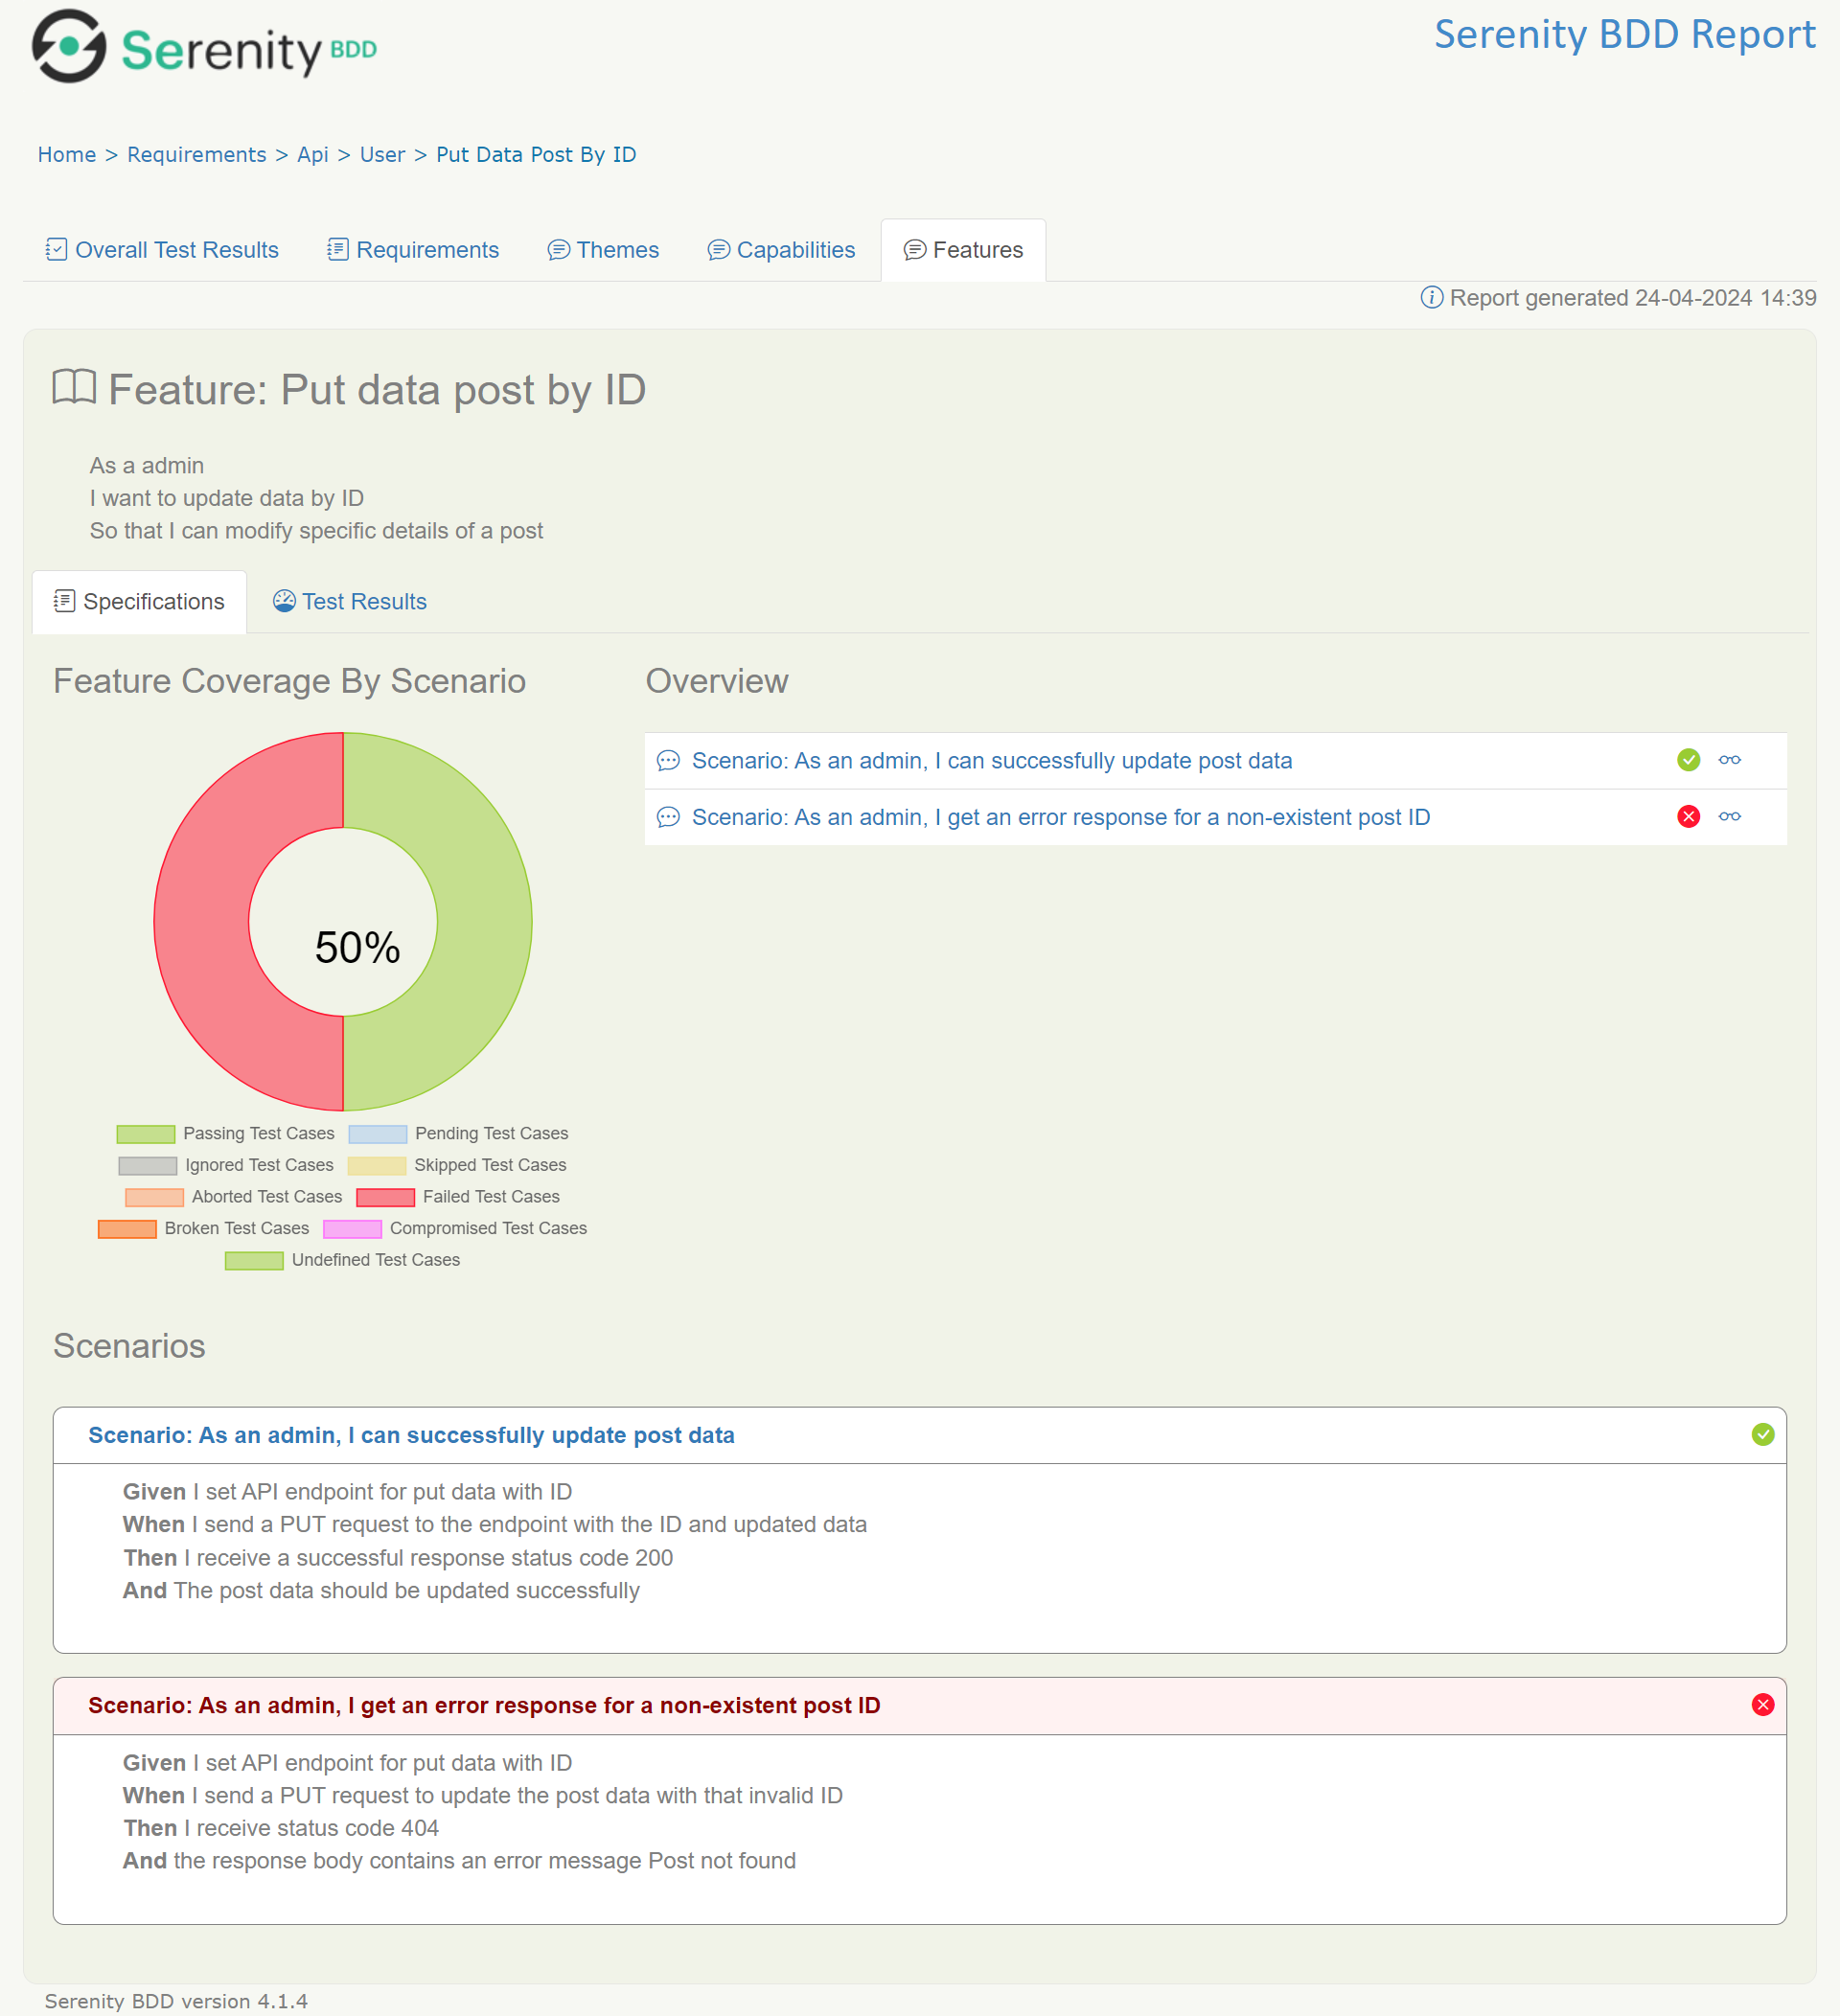 Serenity BDD
Serenity BDD Report
Home > Requirements > Api > User > Put Data Post By ID
Overall Test Results Requirements Themes Capabilities Features
Report generated 24-04-2024 14:39
Feature: Put data post by ID
As a admin
I want to update data by ID
So that I can modify specific details of a post
Specifications Test Results
Feature Coverage By Scenario
50%
Passing Test Cases Pending Test Cases
Ignored Test Cases Skipped Test Cases
Aborted Test Cases Failed Test Cases
Broken Test Cases Compromised Test Cases
Undefined Test Cases
Overview
Scenario: As an admin, I can successfully update post data
Scenario: As an admin, I get an error response for a non-existent post ID
Scenarios
Scenario: As an admin, I can successfully update post data
Given I set API endpoint for put data with ID
When I send a PUT request to the endpoint with the ID and updated data
Then I receive a successful response status code 200
And The post data should be updated successfully
Scenario: As an admin, I get an error response for a non-existent post ID
Given I set API endpoint for put data with ID
When I send a PUT request to update the post data with that invalid ID
Then I receive status code 404
And the response body contains an error message Post not found
Serenity BDD version 4.1.4